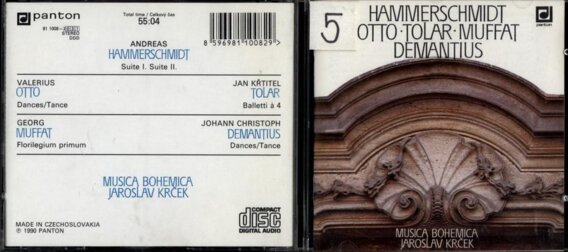 panton
81 1008-2
STEREO
DDD
Total time / Celkový čas
55:04
8 596981 100829 >
ANDREAS
HAMMERSCHMIDT
Suite I. Suite II.
VALERIUS
OTTO
Dances/Tance
JAN KŘTITEL
TOLAR
Balletti à 4
GEORG
MUFFAT
Florilegium primum
JOHANN CHRISTOPH
DEMANTIUS
Dances/Tance
MUSICA BOHEMICA
JAROSLAV KRČEK
MADE IN CZECHOSLOVAKIA
℗ 1990 PANTON
COMPACT
disc
DIGITAL AUDIO
5
HAMMERSCHMIDT
OTTO · TOLAR · MUFFAT
DEMANTIUS
panton
MUSICA BOHEMICA
JAROSLAV KRČEK